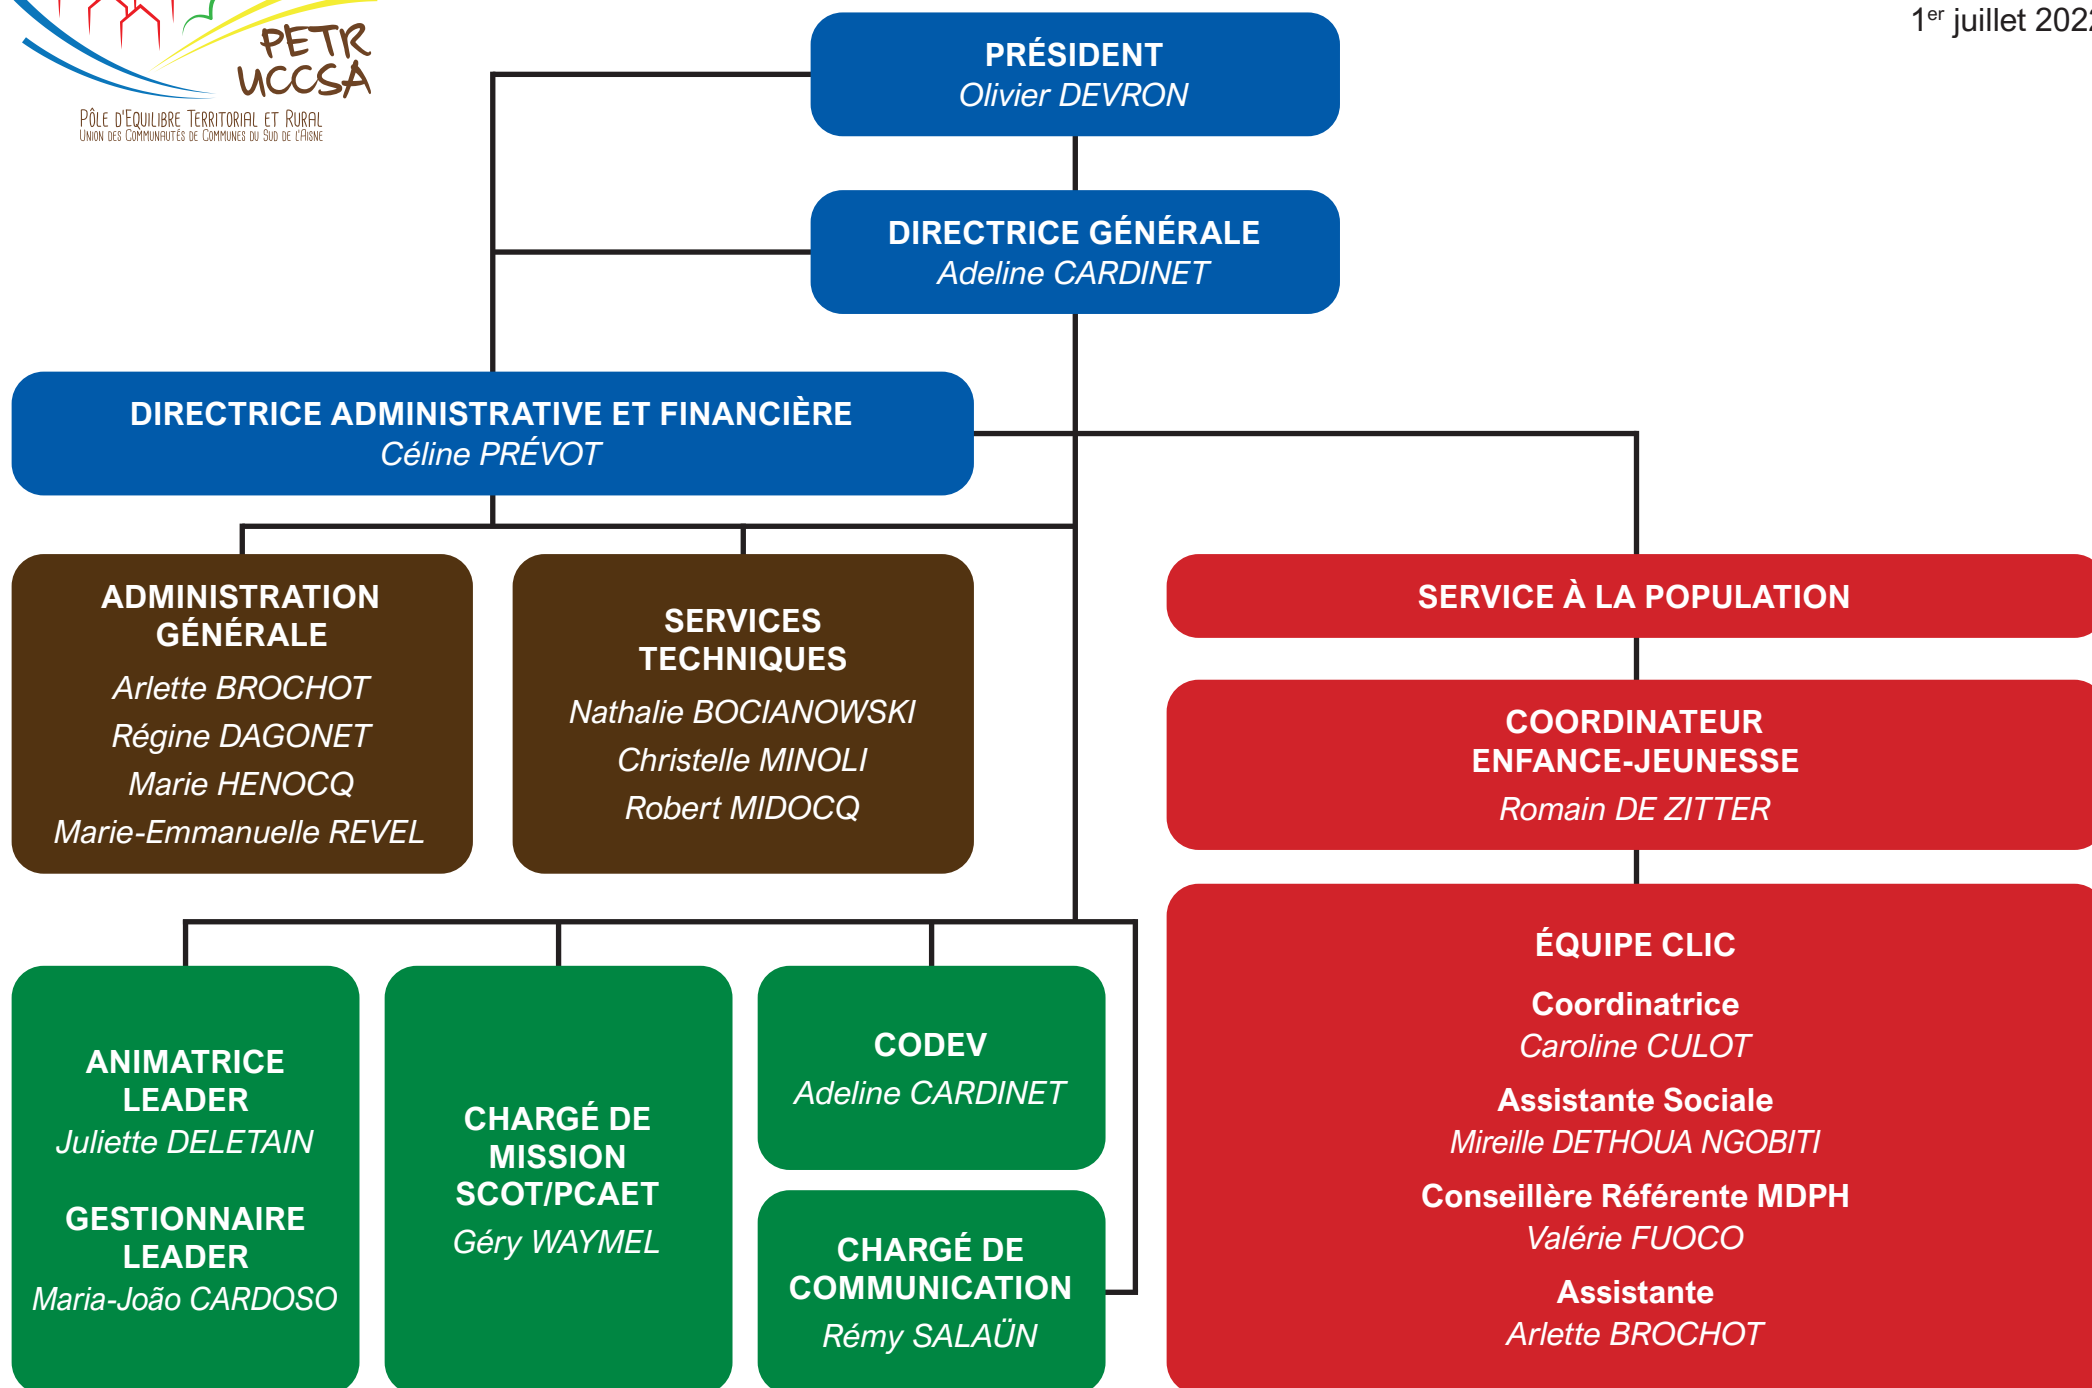 PETR
UCCSA
PÔLE D'EQUILIBRE TERRITORIAL ET RURAL
UNION DES COMMUNAUTÉS DE COMMUNES DU SUD DE L'AISNE
1er juillet 2022
PRÉSIDENT
Olivier DEVRON
DIRECTRICE GÉNÉRALE
Adeline CARDINET
DIRECTRICE ADMINISTRATIVE ET FINANCIÈRE
Céline PRÉVOT
ADMINISTRATION
GÉNÉRALE
Arlette BROCHOT
Régine DAGONET
Marie HENOCQ
Marie-Emmanuelle REVEL
SERVICES
TECHNIQUES
Nathalie BOCIANOWSKI
Christelle MINOLI
Robert MIDOCQ
SERVICE À LA POPULATION
COORDINATEUR
ENFANCE-JEUNESSE
Romain DE ZITTER
ÉQUIPE CLIC
Coordinatrice
Caroline CULOT
Assistante Sociale
Mireille DETHOUA NGOBITI
Conseillère Référente MDPH
Valérie FUOCO
Assistante
Arlette BROCHOT
ANIMATRICE
LEADER
Juliette DELETAIN
GESTIONNAIRE
LEADER
Maria-João CARDOSO
CHARGÉ DE
MISSION
SCOT/PCAET
Géry WAYMEL
CODEV
Adeline CARDINET
CHARGÉ DE
COMMUNICATION
Rémy SALAÜN